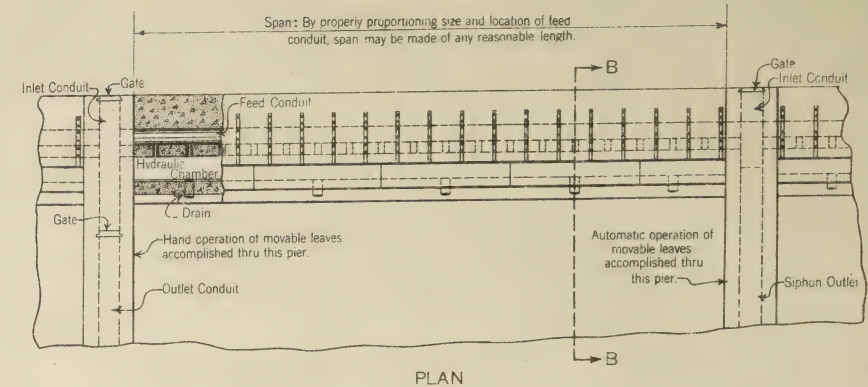 Span: By properly proportioning size and location of feed
conduit, span may be made of any reasonable length.
B
Inlet Conduit
Gate
Gate
Inlet Conduit
Feed Conduit
Hydraulic
Chamber
Drain
Gate
Hand operation of movable leaves
accomplished thru this pier.
Automatic operation of
movable leaves
accomplished thru
this pier.
Outlet Conduit
Siphon Outlet
B
PLAN